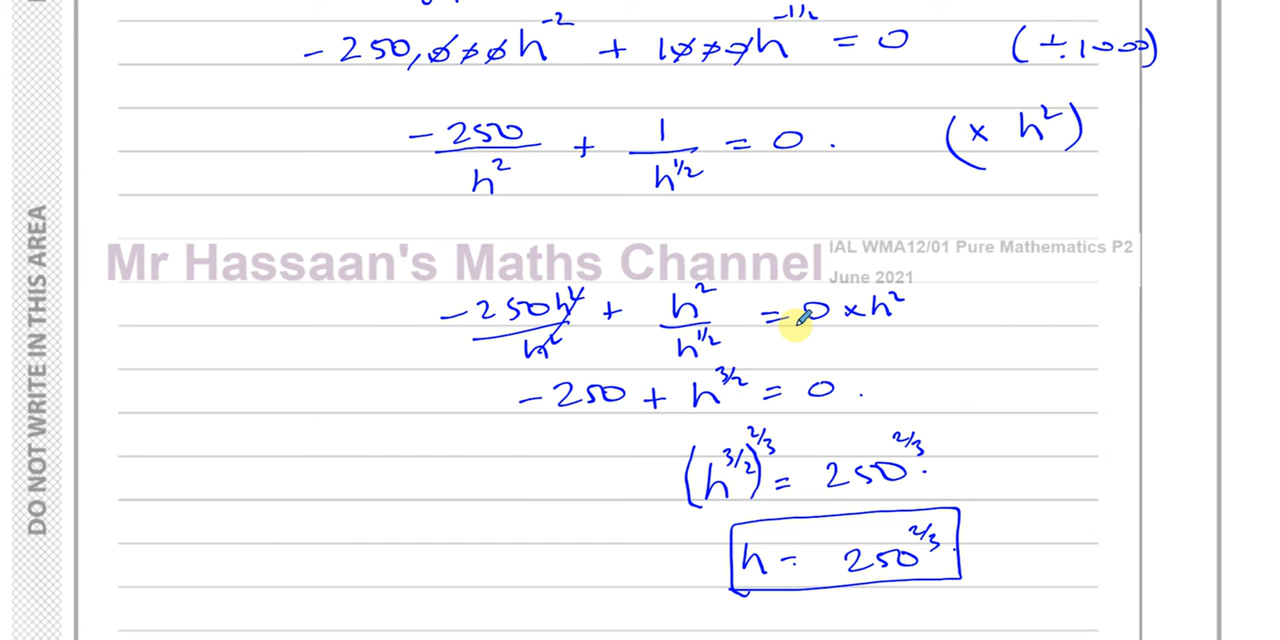 -250,000h^-2 + 1000h^-1/2 = 0 (÷1000)
-250/h^2 + 1/h^1/2 = 0. (× h^2)
Mr Hassaan's Maths Channel
IAL WMA12/01 Pure Mathematics P2
June 2021
-250h^2/h^2 + h^2/h^1/2 = 0 × h^2
-250 + h^3/2 = 0.
(h^3/2)^2/3 = 250^2/3.
h = 250^2/3.
DO NOT WRITE IN THIS AREA